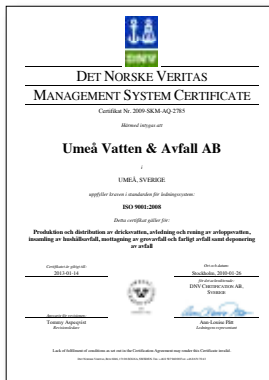 DNV
DET NORSKE VERITAS
MANAGEMENT SYSTEM CERTIFICATE
Certifikat Nr. 2009-SKM-AQ-2785
Härmed intygas att
Umeå Vatten & Avfall AB
i
UMEÅ, SVERIGE
uppfyller kraven i standarden för ledningssystem:
ISO 9001:2008
Detta certifikat gäller för:
Produktion och distribution av dricksvatten, avledning och rening av avloppsvatten,
insamling av hushållsavfall, mottagning av grovavfall och farligt avfall samt deponering
av avfall
Certifikatet är giltigt till:
2013-01-14
Ort och datum:
Stockholm, 2010-01-26
DNV CERTIFICATION AB,
SVERIGE
Tommy Aspeqvist
Revisionsledare
Ann-Louise Pått
Ledningens representant
Lack of fulfilment of conditions as set out in the Certification Agreement may render this Certificate invalid.